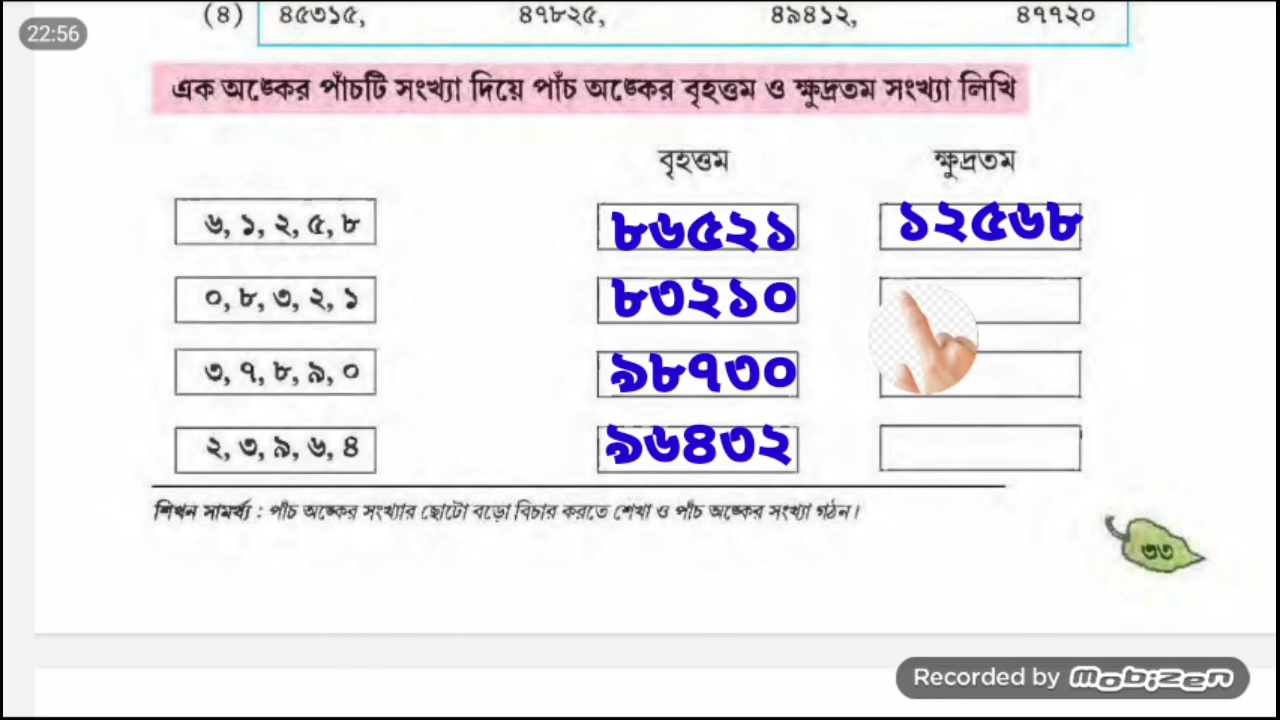 (৪) ৪৫৩১৫, ৪৭৮২৫, ৪৯৪১২, ৪৭৭২০
22:56
এক অঙ্কের পাঁচটি সংখ্যা দিয়ে পাঁচ অঙ্কের বৃহত্তম ও ক্ষুদ্রতম সংখ্যা লিখি
বৃহত্তম ক্ষুদ্রতম
৬, ১, ২, ৫, ৮ ৮৬৫২১ ১২৫৬৮
০, ৮, ৩, ২, ১ ৮৩২১০
৩, ৭, ৮, ৯, ০ ৯৮৭৩০
২, ৩, ৯, ৬, ৪ ৯৬৪৩২
শিখন সামর্থ্য : পাঁচ অঙ্কের সংখ্যার ছোটো বড়ো বিচার করতে শেখা ও পাঁচ অঙ্কের সংখ্যা গঠন।
৩৩
Recorded by Mobizen